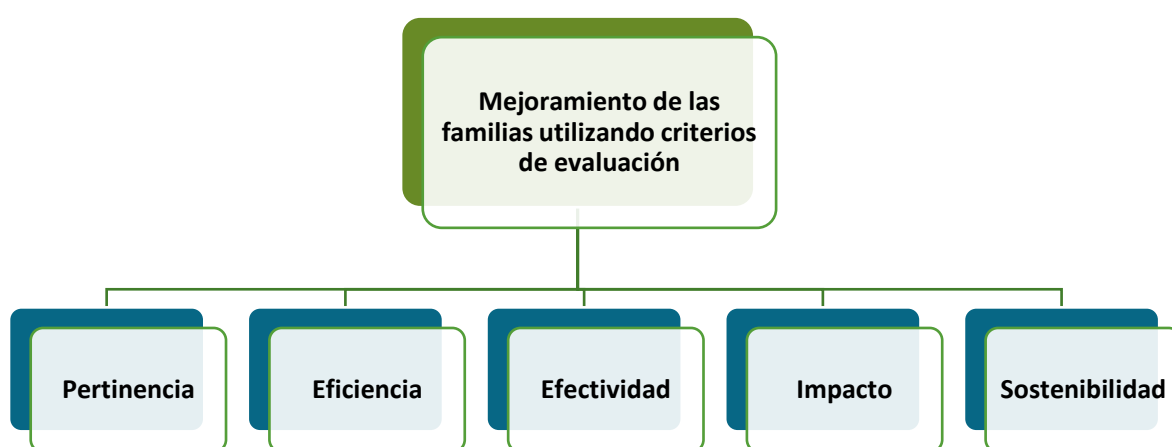 Mejoramiento de las
familias utilizando criterios
de evaluación
Pertinencia
Eficiencia
Efectividad
Impacto
Sostenibilidad